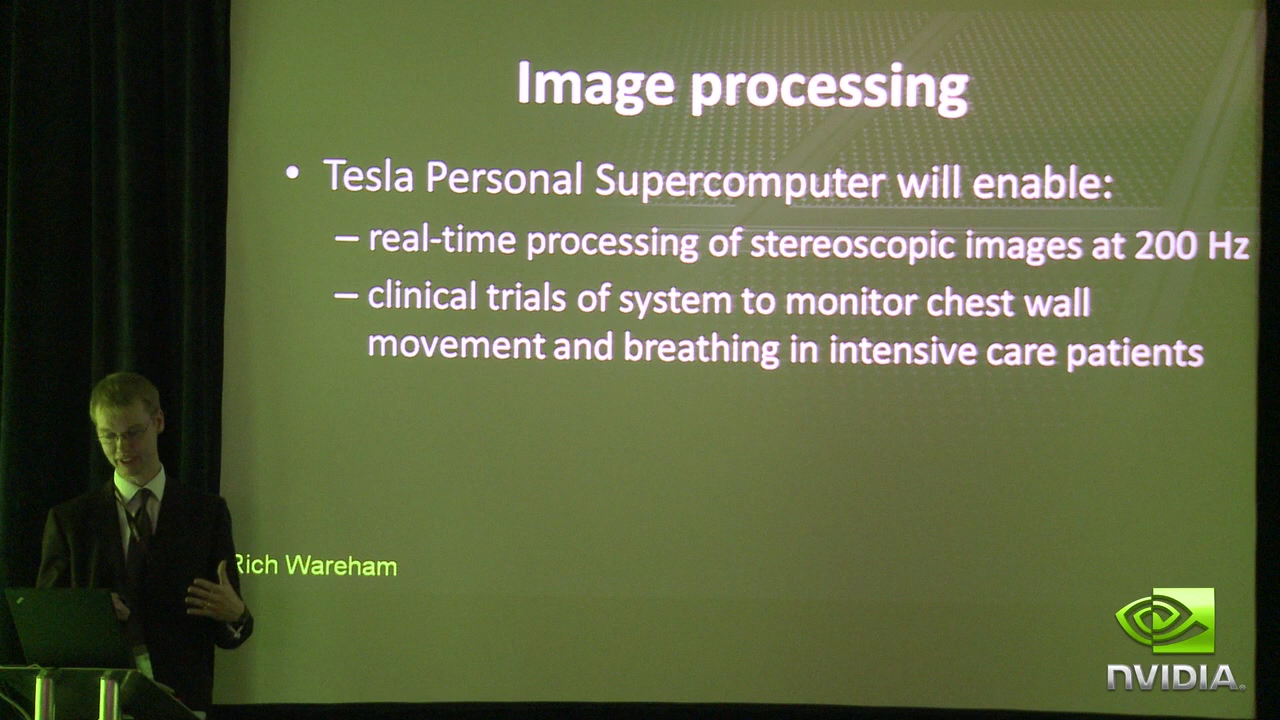 Image processing
• Tesla Personal Supercomputer will enable:
– real-time processing of stereoscopic images at 200 Hz
– clinical trials of system to monitor chest wall
movement and breathing in intensive care patients
Rich Wareham
NVIDIA.